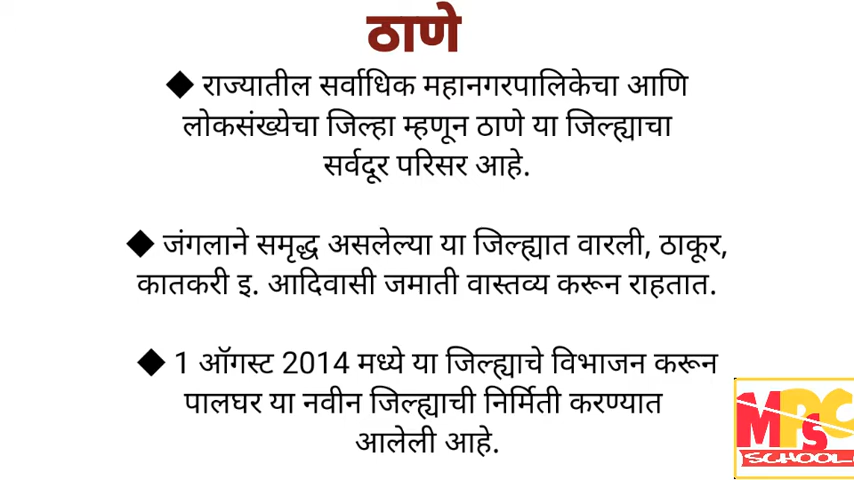 ठाणे
◆ राज्यातील सर्वाधिक महानगरपालिकेचा आणि
लोकसंख्येचा जिल्हा म्हणून ठाणे या जिल्ह्याचा
सर्वदूर परिसर आहे.
◆ जंगलाने समृद्ध असलेल्या या जिल्ह्यात वारली, ठाकूर,
कातकरी इ. आदिवासी जमाती वास्तव्य करून राहतात.
◆ 1 ऑगस्ट 2014 मध्ये या जिल्ह्याचे विभाजन करून
पालघर या नवीन जिल्ह्याची निर्मिती करण्यात
आलेली आहे.
MPSC
SCHOOL